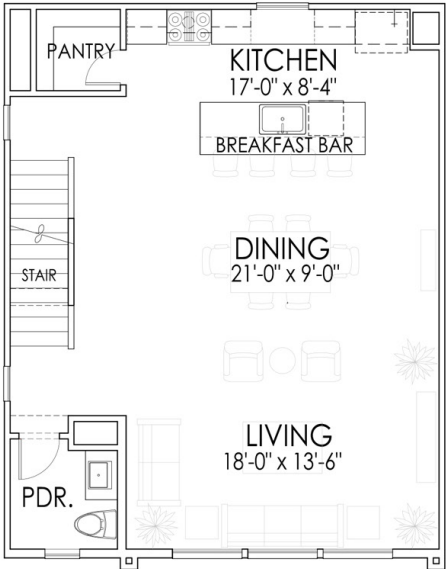 PANTRY
KITCHEN
17'-0" x 8'-4"
BREAKFAST BAR
DINING
21'-0" x 9'-0"
STAIR
LIVING
18'-0" x 13'-6"
PDR.